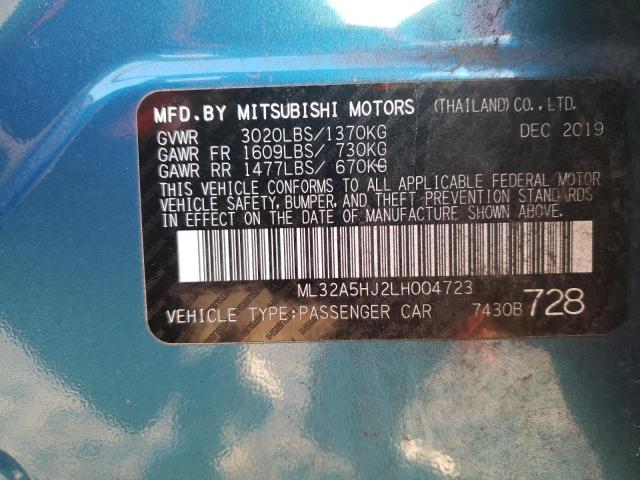 MFD.BY MITSUBISHI MOTORS (THAILAND) CO., LTD.
GVWR 3020LBS/1370KG DEC 2019
GAWR FR 1609LBS/ 730KG
GAWR RR 1477LBS/ 670KG
THIS VEHICLE CONFORMS TO ALL APPLICABLE FEDERAL MOTOR
VEHICLE SAFETY, BUMPER, AND THEFT PREVENTION STANDARDS
IN EFFECT ON THE DATE OF MANUFACTURE SHOWN ABOVE.
ML32A5HJ2LH004723
VEHICLE TYPE:PASSENGER CAR 7430B 728